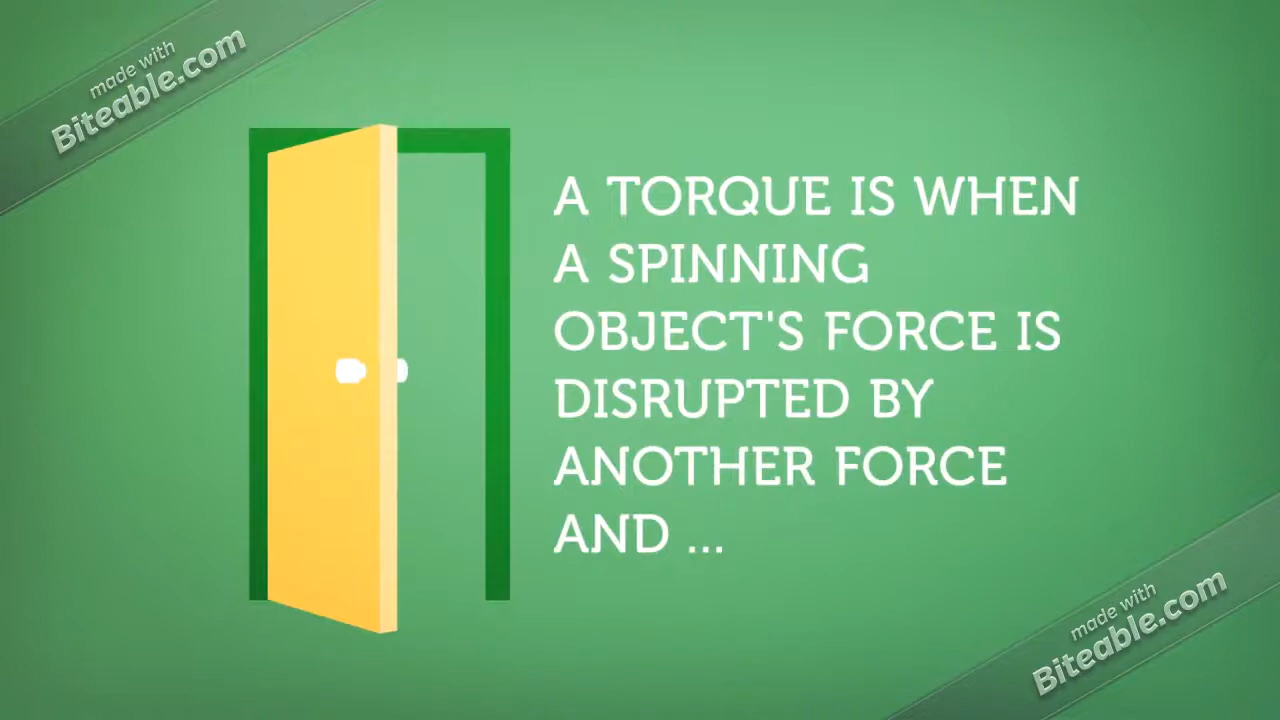 made with
Biteable.com
A TORQUE IS WHEN
A SPINNING
OBJECT'S FORCE IS
DISRUPTED BY
ANOTHER FORCE
AND ...
made with
Biteable.com